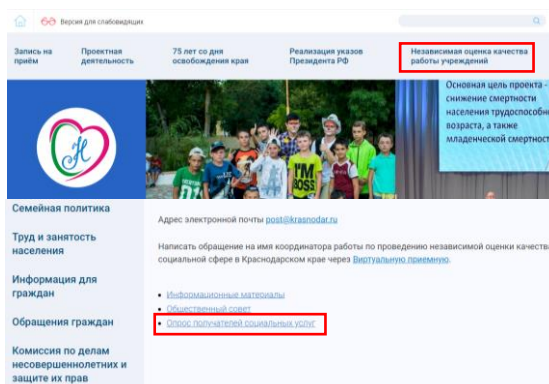 Версия для слабовидящих
Запись на
приём
Проектная
деятельность
75 лет со дня
освобождения края
Реализация указов
Президента РФ
Независимая оценка качества
работы учреждений
Основная цель проекта -
снижение смертности
населения трудоспособн
возраста, а также
младенческой смертност
I'M
BOSS
Семейная политика
Труд и занятость
населения
Информация для
граждан
Обращения граждан
Комиссия по делам
несовершеннолетних и
защите их прав
Адрес электронной почты post@krasnodar.ru
Написать обращение на имя координатора работы по проведению независимой оценки качества
социальной сфере в Краснодарском крае через Виртуальную приемную.
Информационные материалы
Общественный совет
Опрос получателей социальных услуг